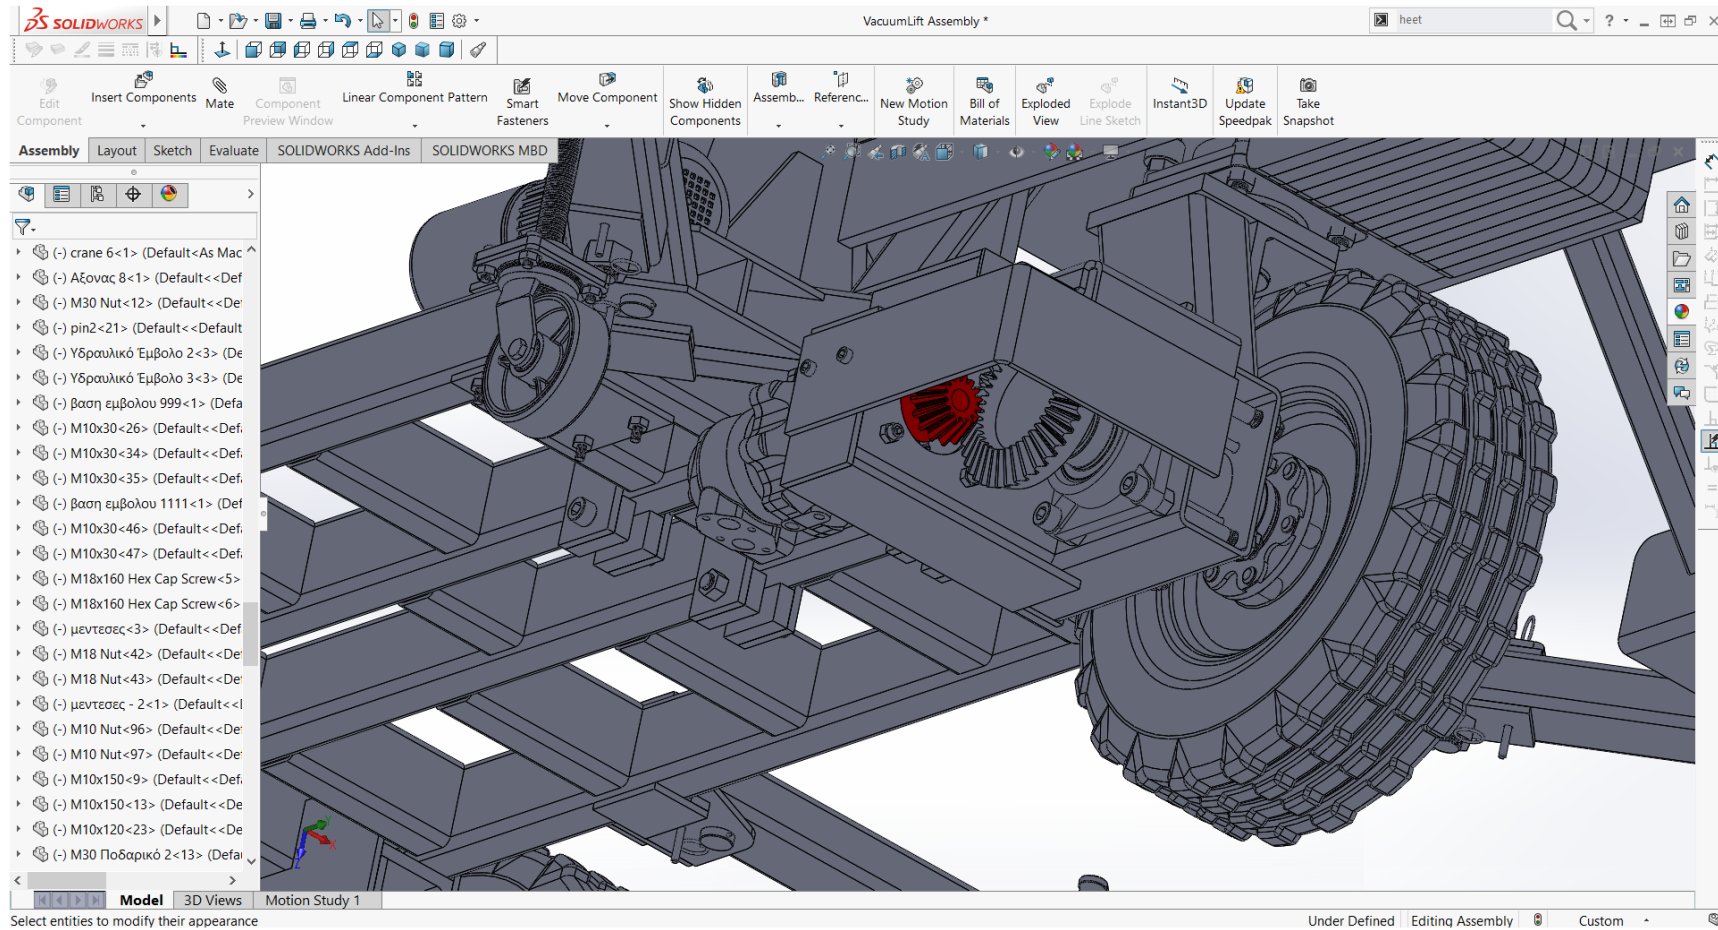 SOLIDWORKS
VacuumLift Assembly *
heet
?
Edit Component
Insert Components
Mate
Component Preview Window
Linear Component Pattern
Smart Fasteners
Move Component
Show Hidden Components
Assemb...
Referenc...
New Motion Study
Bill of Materials
Exploded View
Explode Line Sketch
Instant3D
Update Speedpak
Take Snapshot
Assembly
Layout
Sketch
Evaluate
SOLIDWORKS Add-Ins
SOLIDWORKS MBD
(-) crane 6<1> (Default<As Mac
(-) Αξονας 8<1> (Default<<Def
(-) M30 Nut<12> (Default<<De
(-) pin2<21> (Default<<Default
(-) Υδραυλικό Έμβολο 2<3> (De
(-) Υδραυλικό Έμβολο 3<3> (De
(-) βαση εμβολου 999<1> (Defa
(-) M10x30<26> (Default<<Def
(-) M10x30<34> (Default<<Def
(-) M10x30<35> (Default<<Def
(-) βαση εμβολου 1111<1> (Def
(-) M10x30<46> (Default<<Def
(-) M10x30<47> (Default<<Def
(-) M18x160 Hex Cap Screw<5>
(-) M18x160 Hex Cap Screw<6>
(-) μεντεσες<3> (Default<<Def
(-) M18 Nut<42> (Default<<De
(-) M18 Nut<43> (Default<<De
(-) μεντεσες - 2<1> (Default<<
(-) M10 Nut<96> (Default<<De
(-) M10 Nut<97> (Default<<De
(-) M10x150<9> (Default<<Def
(-) M10x150<13> (Default<<De
(-) M10x120<23> (Default<<De
(-) M30 Ποδαρικό 2<13> (Defau
Y
X
Z
Model
3D Views
Motion Study 1
Select entities to modify their appearance
Under Defined
Editing Assembly
Custom